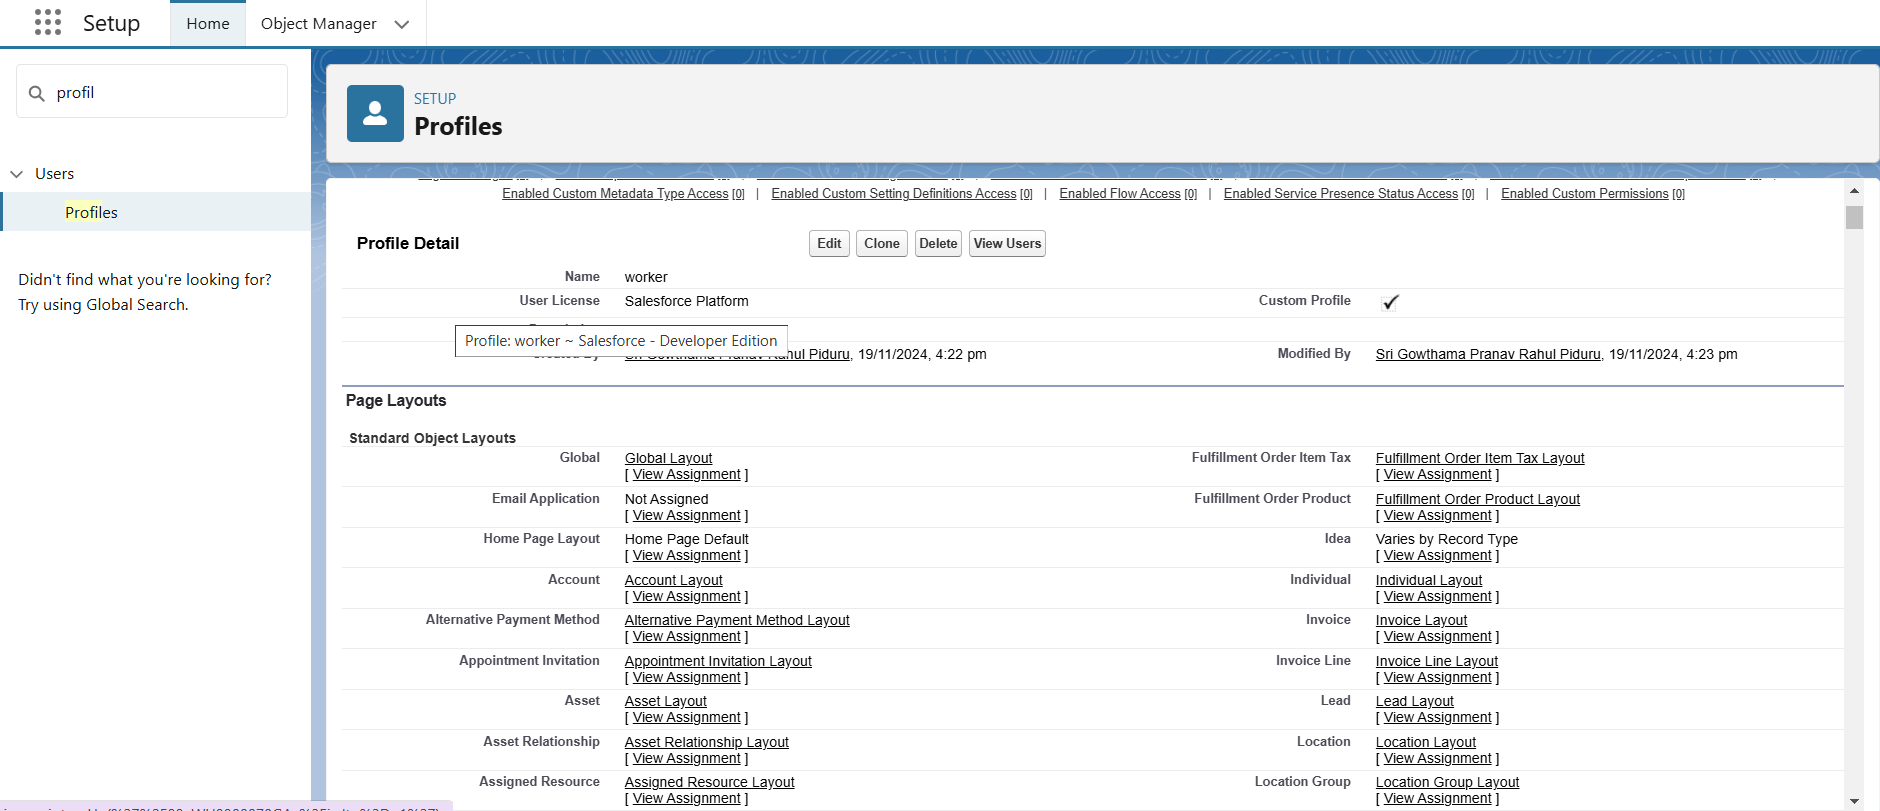 Setup
Home
Object Manager
profil
Users
Profiles
Didn't find what you're looking for?
Try using Global Search.
SETUP
Profiles
Enabled Custom Metadata Type Access [0] | Enabled Custom Setting Definitions Access [0] | Enabled Flow Access [0] | Enabled Service Presence Status Access [0] | Enabled Custom Permissions [0]
Profile Detail
Edit Clone Delete View Users
Name worker
User License Salesforce Platform Custom Profile
Profile: worker ~ Salesforce - Developer Edition
Created By Sri Gowthama Pranav Rahul Piduru, 19/11/2024, 4:22 pm Modified By Sri Gowthama Pranav Rahul Piduru, 19/11/2024, 4:23 pm
Page Layouts
Standard Object Layouts
Global Global Layout Fulfillment Order Item Tax Fulfillment Order Item Tax Layout
[ View Assignment ] [ View Assignment ]
Email Application Not Assigned Fulfillment Order Product Fulfillment Order Product Layout
[ View Assignment ] [ View Assignment ]
Home Page Layout Home Page Default Idea Varies by Record Type
[ View Assignment ] [ View Assignment ]
Account Account Layout Individual Individual Layout
[ View Assignment ] [ View Assignment ]
Alternative Payment Method Alternative Payment Method Layout Invoice Invoice Layout
[ View Assignment ] [ View Assignment ]
Appointment Invitation Appointment Invitation Layout Invoice Line Invoice Line Layout
[ View Assignment ] [ View Assignment ]
Asset Asset Layout Lead Lead Layout
[ View Assignment ] [ View Assignment ]
Asset Relationship Asset Relationship Layout Location Location Layout
[ View Assignment ] [ View Assignment ]
Assigned Resource Assigned Resource Layout Location Group Location Group Layout
[ View Assignment ] [ View Assignment ]